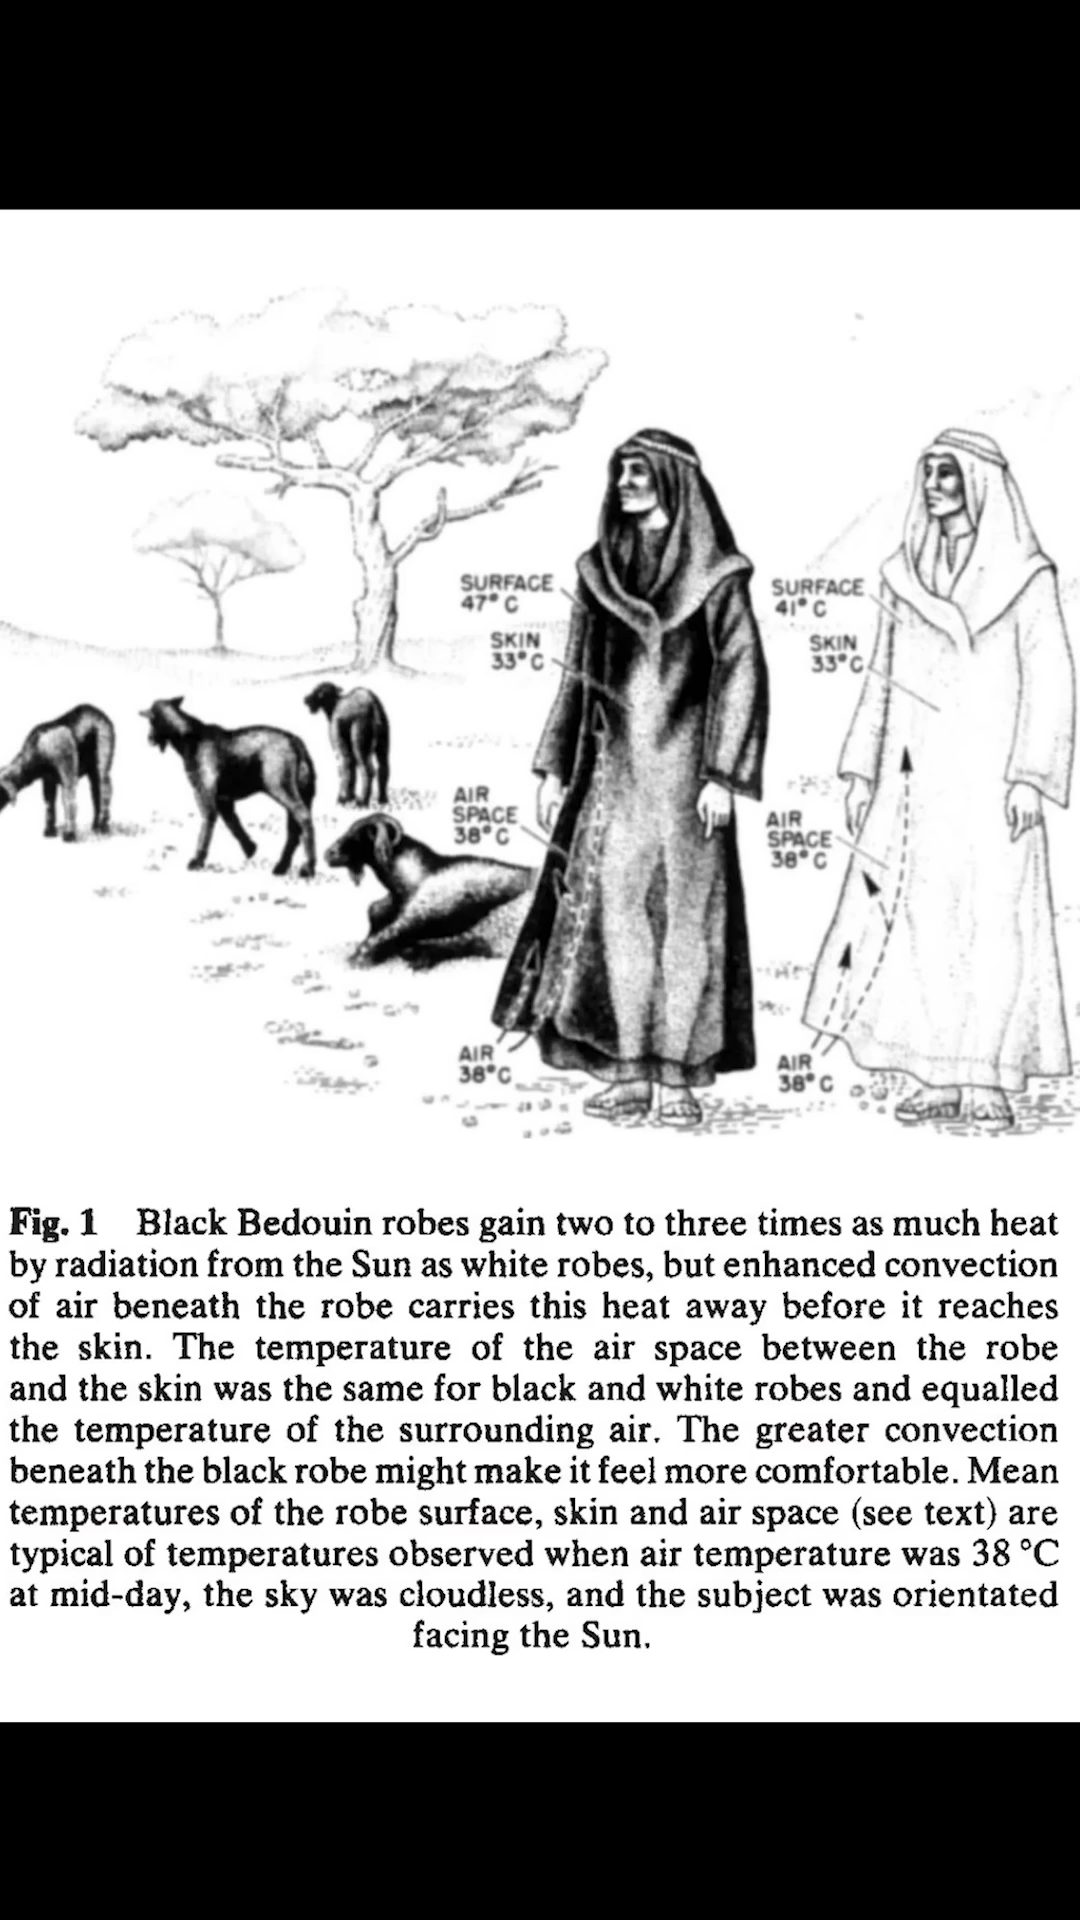 SURFACE
47° C
SKIN
33° C
AIR
SPACE
38° C
AIR
38° C
SURFACE
41° C
SKIN
33° C
AIR
SPACE
38° C
AIR
38° C
Fig. 1 Black Bedouin robes gain two to three times as much heat
by radiation from the Sun as white robes, but enhanced convection
of air beneath the robe carries this heat away before it reaches
the skin. The temperature of the air space between the robe
and the skin was the same for black and white robes and equalled
the temperature of the surrounding air. The greater convection
beneath the black robe might make it feel more comfortable. Mean
temperatures of the robe surface, skin and air space (see text) are
typical of temperatures observed when air temperature was 38 °C
at mid-day, the sky was cloudless, and the subject was orientated
facing the Sun.